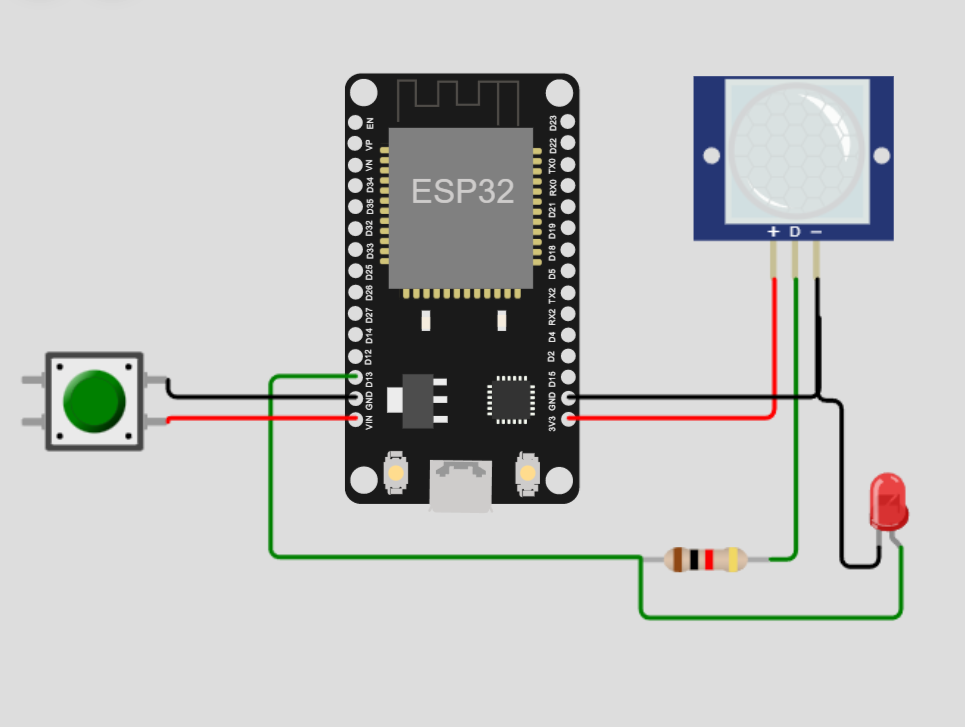 ESP32
EN
VP
VN
D34
D35
D32
D33
D25
D26
D27
D14
D12
D13
GND
VIN
D23
D22
TX0
RX0
D21
D19
D18
D5
TX2
RX2
D4
D2
D15
GND
3V3
+ D −